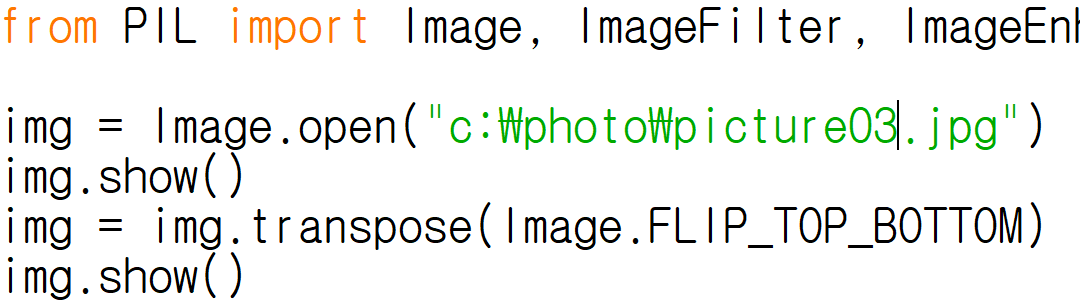 from PIL import Image, ImageFilter, ImageEnh
img = Image.open("c:₩photo₩picture03.jpg")
img.show()
img = img.transpose(Image.FLIP_TOP_BOTTOM)
img.show()